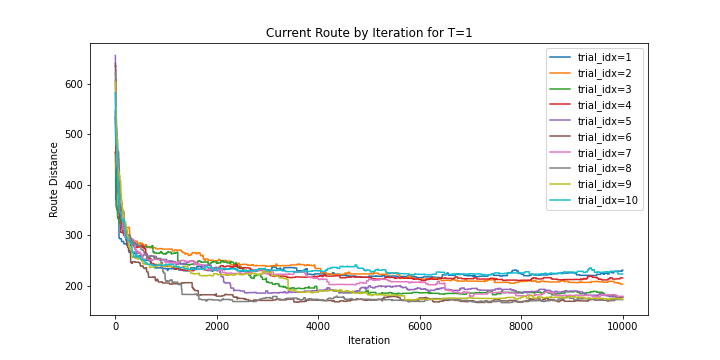 Current Route by Iteration for T=1
trial_idx=1
trial_idx=2
trial_idx=3
trial_idx=4
trial_idx=5
trial_idx=6
trial_idx=7
trial_idx=8
trial_idx=9
trial_idx=10
Route Distance
600
500
400
300
200
0
2000
4000
6000
8000
10000
Iteration